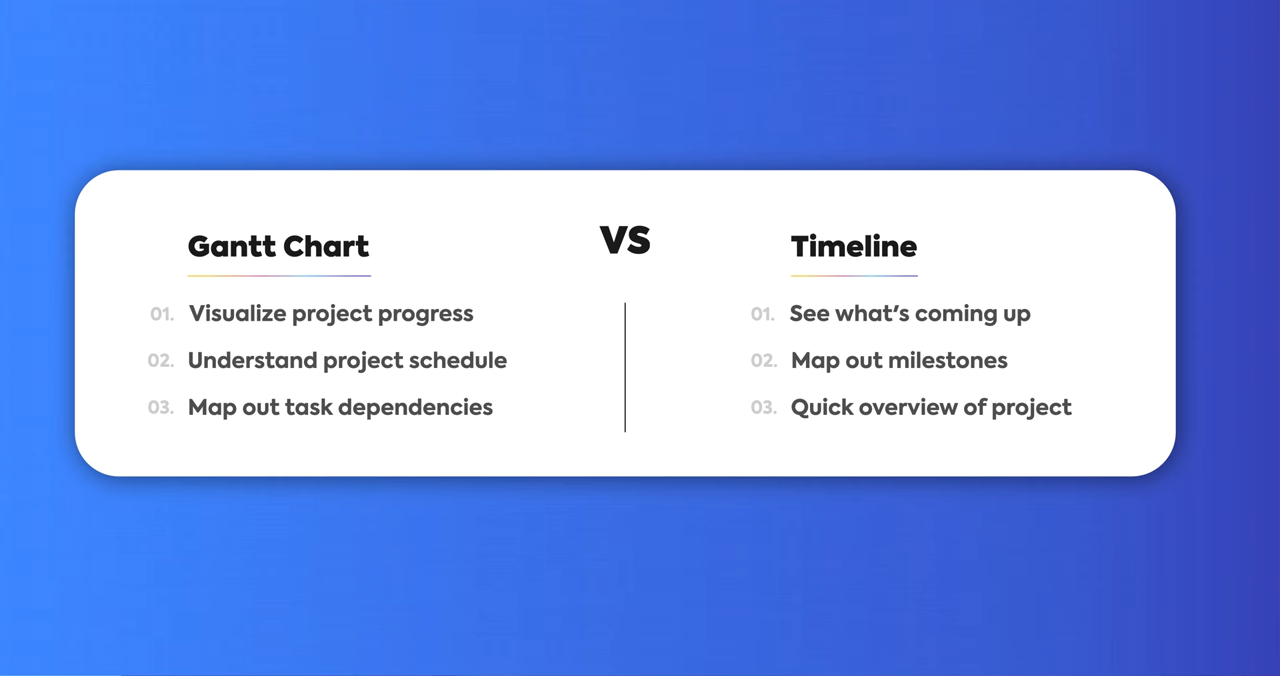 Gantt Chart
01. Visualize project progress
02. Understand project schedule
03. Map out task dependencies
VS
Timeline
01. See what's coming up
02. Map out milestones
03. Quick overview of project